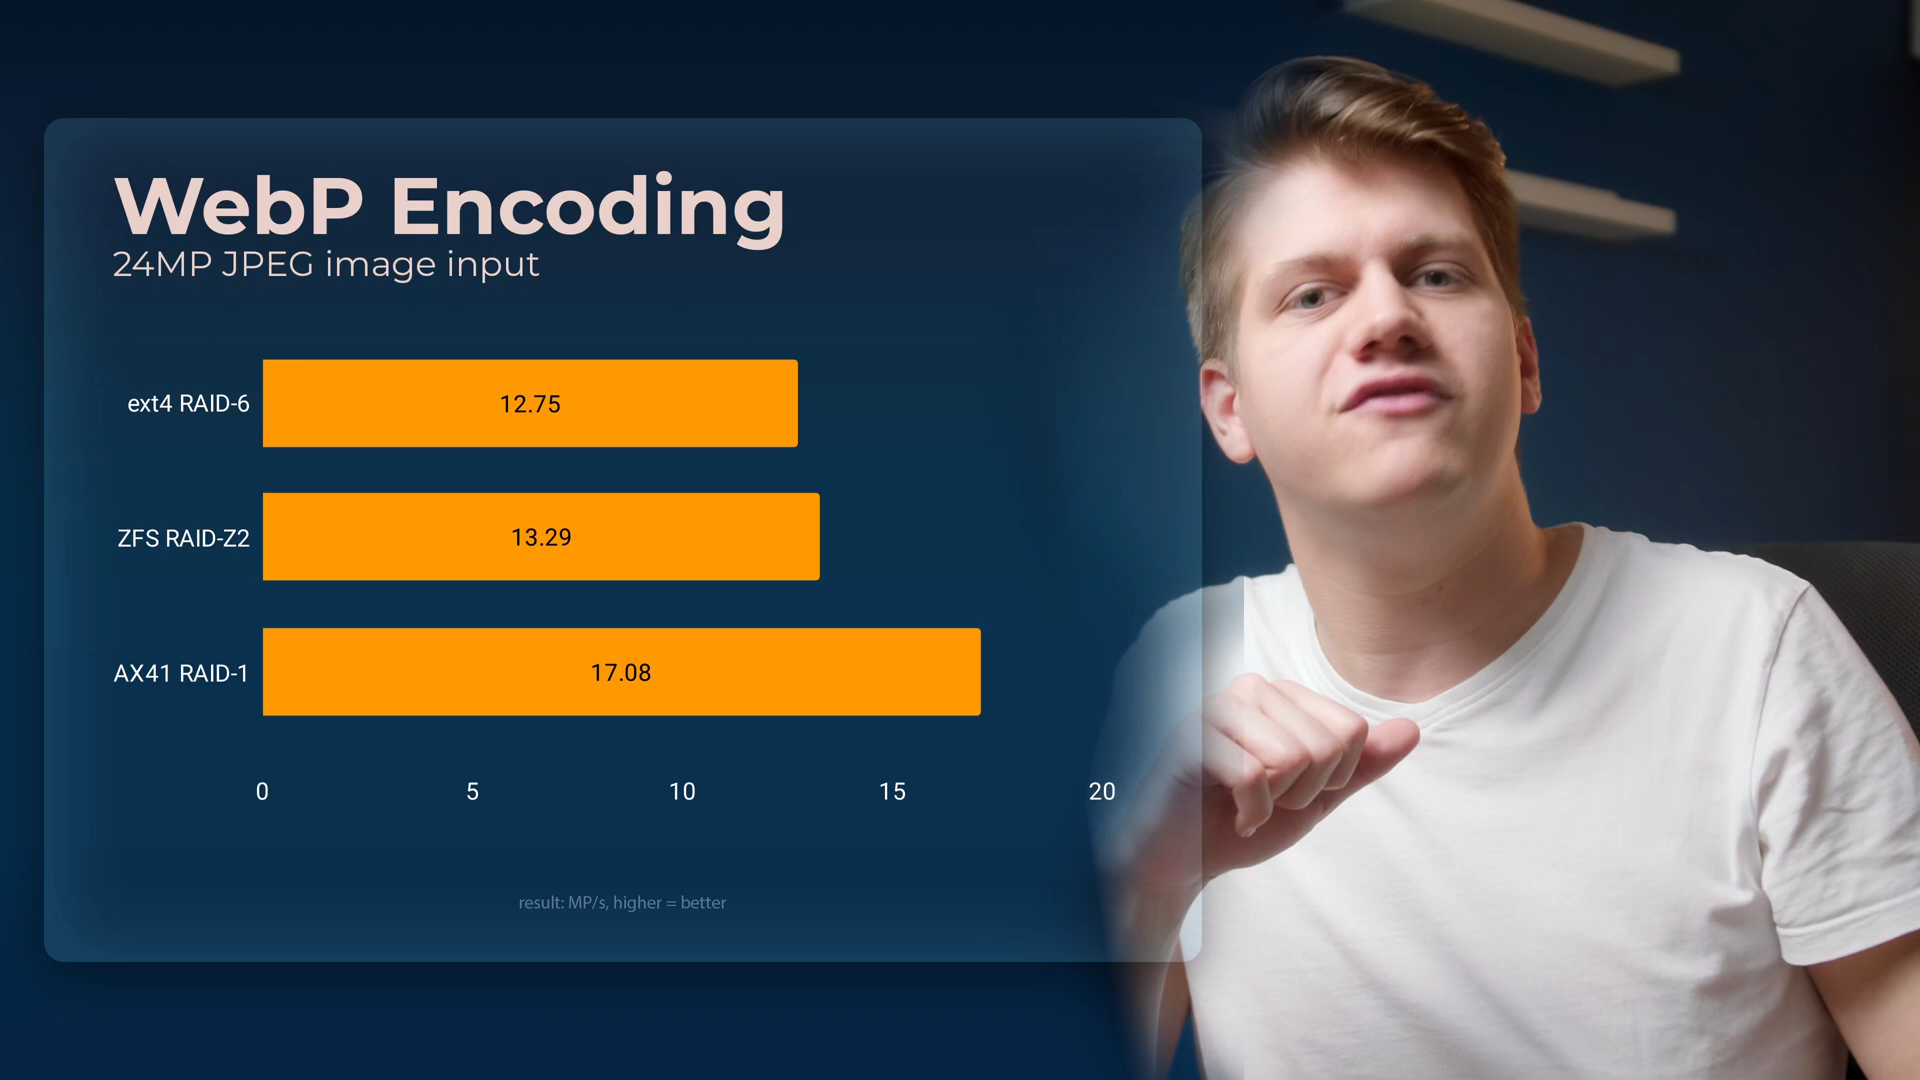 WebP Encoding
24MP JPEG image input
ext4 RAID-6
12.75
ZFS RAID-Z2
13.29
AX41 RAID-1
17.08
0 5 10 15 20
result: MP/s, higher = better